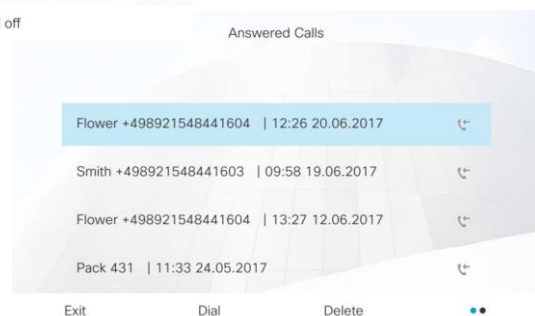 off
Answered Calls
Flower +498921548441604 | 12:26 20.06.2017
Smith +498921548441603 | 09:58 19.06.2017
Flower +498921548441604 | 13:27 12.06.2017
Pack 431 | 11:33 24.05.2017
Exit Dial Delete